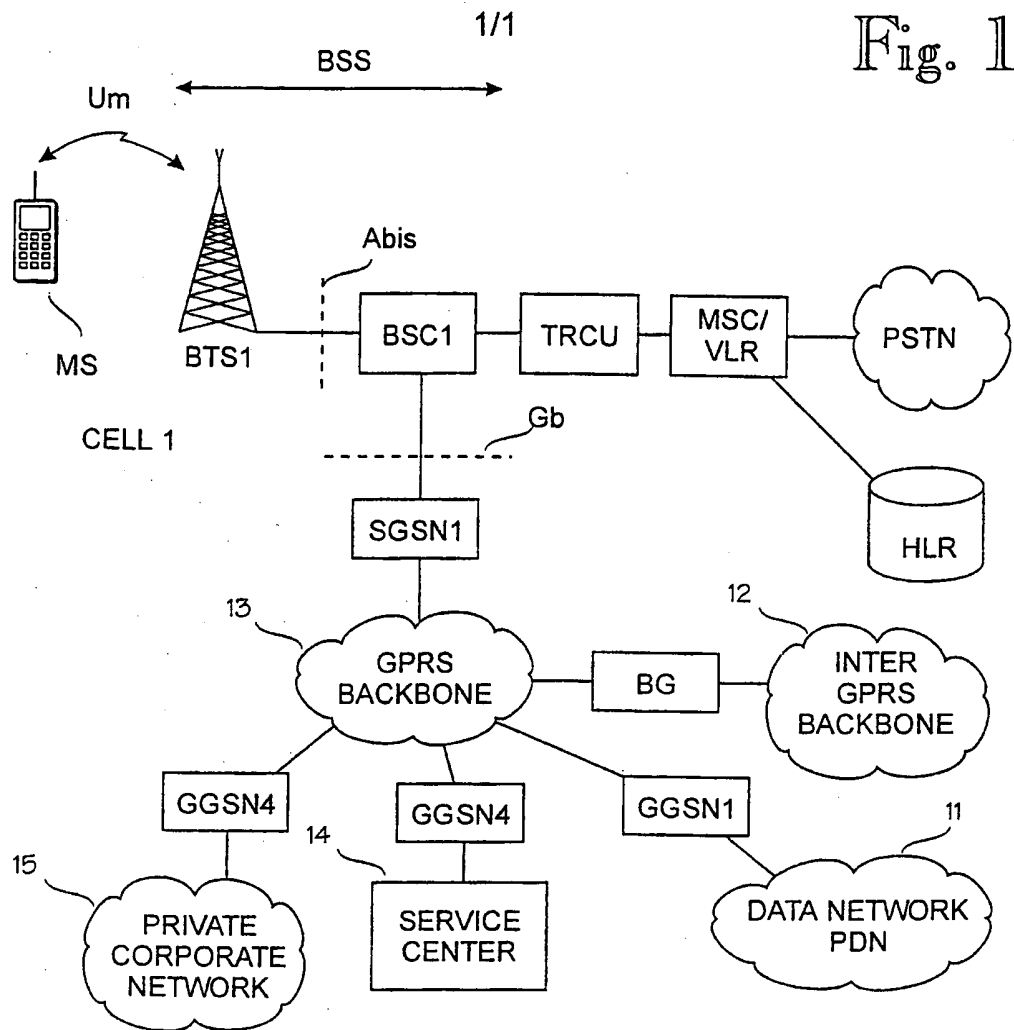 1/1
Fig. 1
BSS
Um
Abis
BSC1
TRCU
MSC/
VLR
PSTN
MS
BTS1
CELL 1
Gb
SGSN1
HLR
13
GPRS
BACKBONE
BG
12
INTER
GPRS
BACKBONE
GGSN4
GGSN4
GGSN1
15
PRIVATE
CORPORATE
NETWORK
14
SERVICE
CENTER
11
DATA NETWORK
PDN